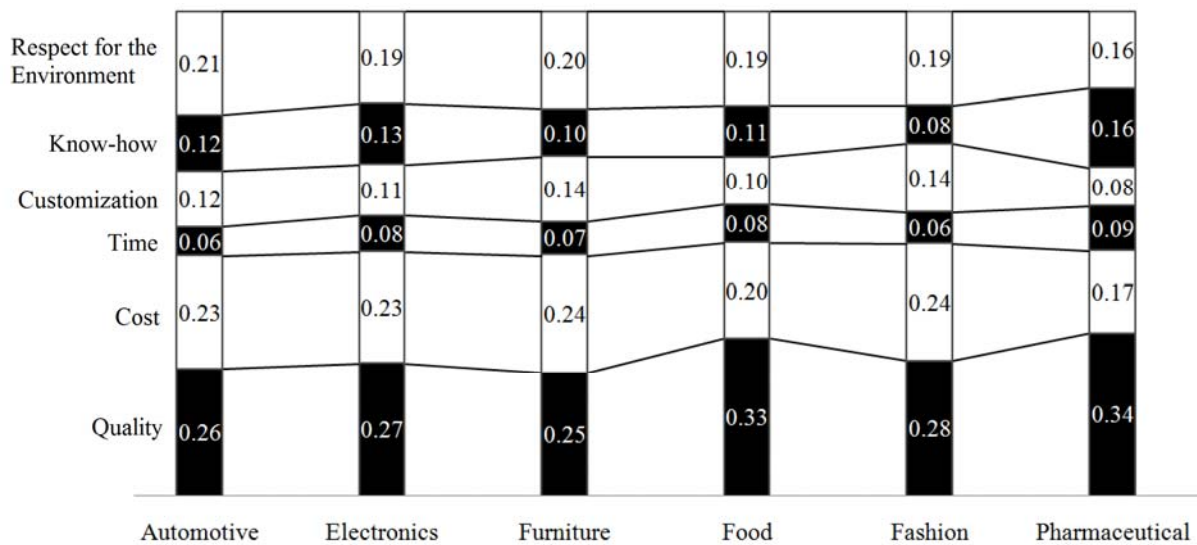 Respect for the
Environment
0.21 0.19 0.20 0.19 0.19 0.16
Know-how 0.12 0.13 0.10 0.11 0.08 0.16
Customization 0.12 0.11 0.14 0.10 0.14 0.08
Time 0.06 0.08 0.07 0.08 0.06 0.09
Cost 0.23 0.23 0.24 0.20 0.24 0.17
Quality 0.26 0.27 0.25 0.33 0.28 0.34
Automotive Electronics Furniture Food Fashion Pharmaceutical